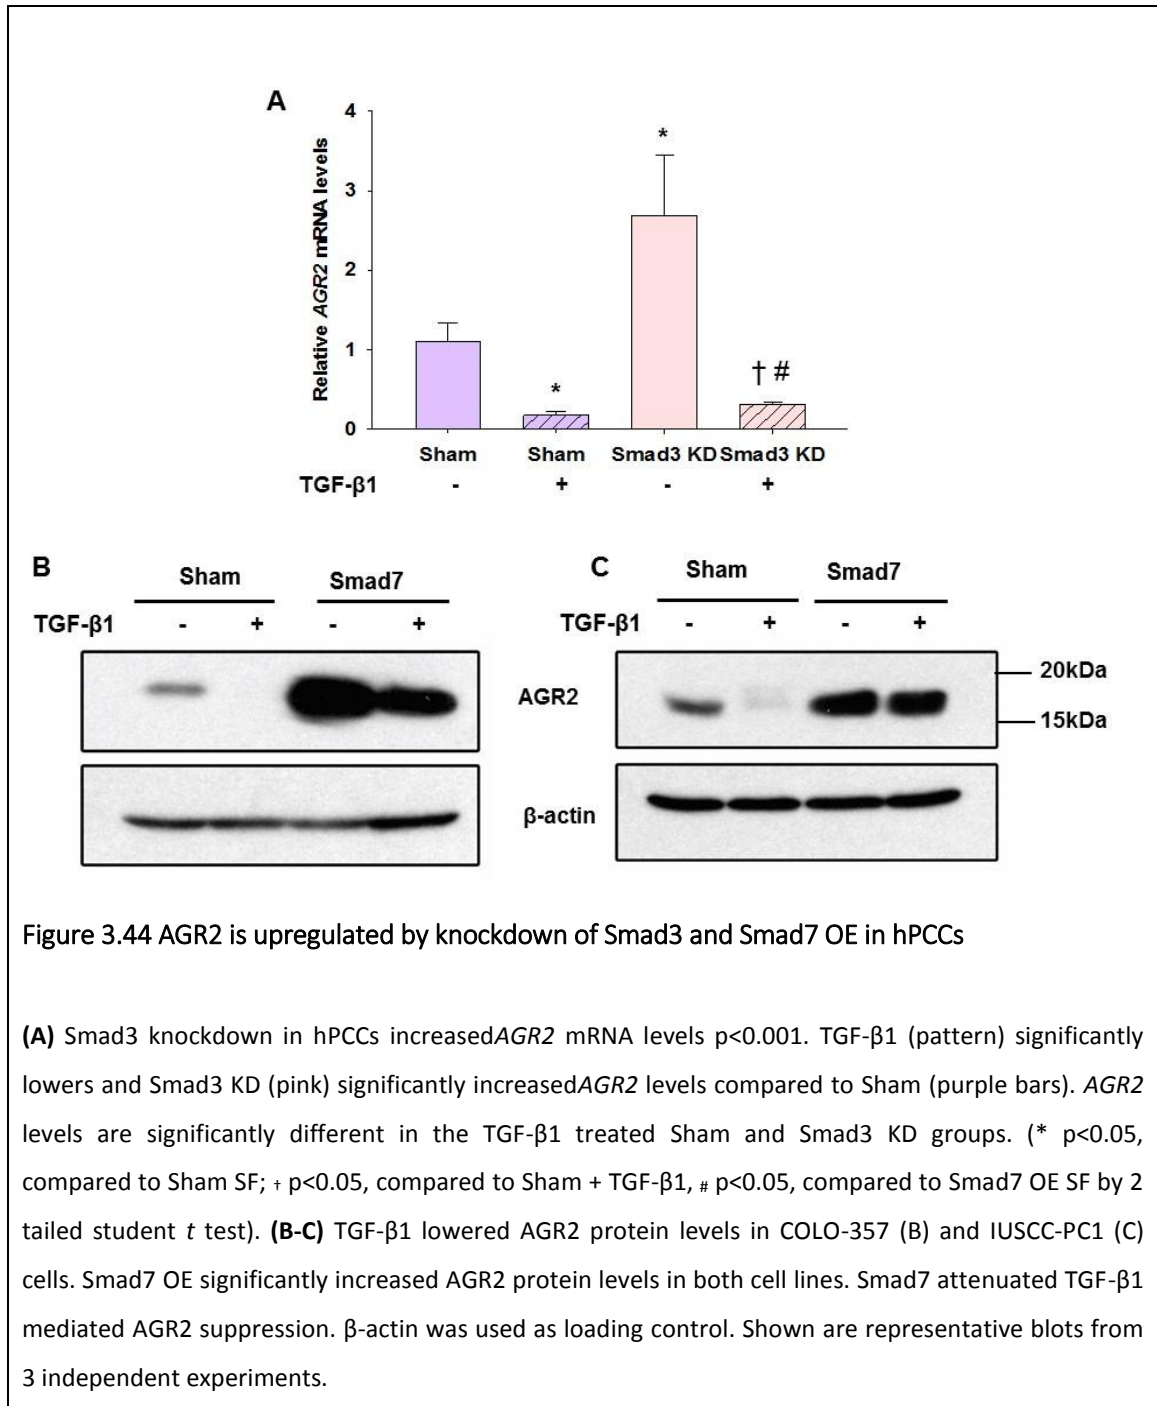 A
4
3
2
1
0
Relative AGR2 mRNA levels
*
*
† #
Sham Sham Smad3 KD Smad3 KD
TGF-β1 - + - +
B
Sham Smad7
TGF-β1 - + - +
C
Sham Smad7
TGF-β1 - + - +
AGR2
20kDa
15kDa
β-actin
Figure 3.44 AGR2 is upregulated by knockdown of Smad3 and Smad7 OE in hPCCs
(A) Smad3 knockdown in hPCCs increasedAGR2 mRNA levels p<0.001. TGF-β1 (pattern) significantly
lowers and Smad3 KD (pink) significantly increasedAGR2 levels compared to Sham (purple bars). AGR2
levels are significantly different in the TGF-β1 treated Sham and Smad3 KD groups. (* p<0.05,
compared to Sham SF; † p<0.05, compared to Sham + TGF-β1, # p<0.05, compared to Smad7 OE SF by 2
tailed student t test). (B-C) TGF-β1 lowered AGR2 protein levels in COLO-357 (B) and IUSCC-PC1 (C)
cells. Smad7 OE significantly increased AGR2 protein levels in both cell lines. Smad7 attenuated TGF-β1
mediated AGR2 suppression. β-actin was used as loading control. Shown are representative blots from
3 independent experiments.